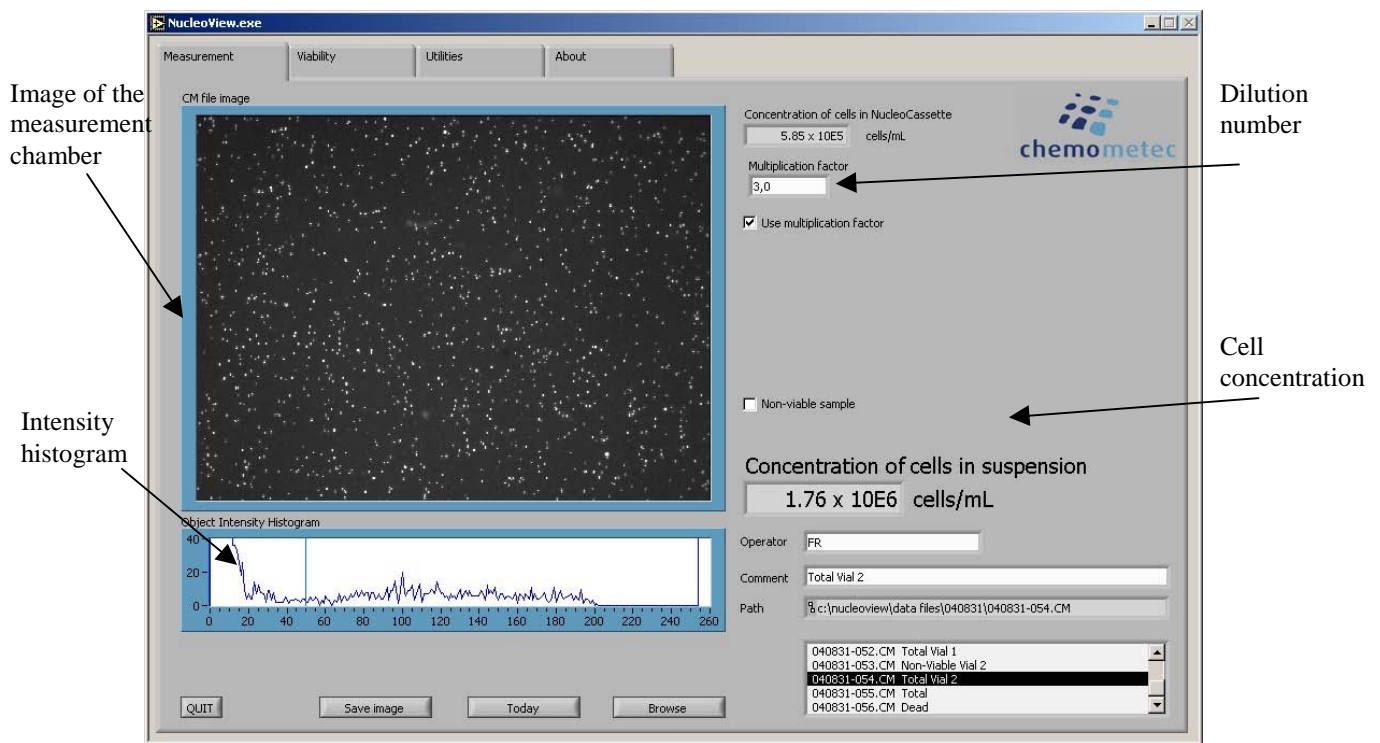 NucleoView.exe
Measurement
Viability
Utilities
About
Image of the
measurement
chamber
CM file image
Concentration of cells in NucleoCassette
5.85 x 10E5 cells/mL
Multiplication factor
3,0
Use multiplication factor
chemometec
Dilution
number
Non-viable sample
Cell
concentration
Concentration of cells in suspension
1.76 x 10E6 cells/mL
Intensity
histogram
Object Intensity Histogram
40
20
0
0 20 40 60 80 100 120 140 160 180 200 220 240 260
Operator FR
Comment Total Vial 2
Path c:\nucleoview\data files\040831\040831-054.CM
040831-052.CM Total Vial 1
040831-053.CM Non-Viable Vial 2
040831-054.CM Total Vial 2
040831-055.CM Total
040831-056.CM Dead
QUIT
Save image
Today
Browse